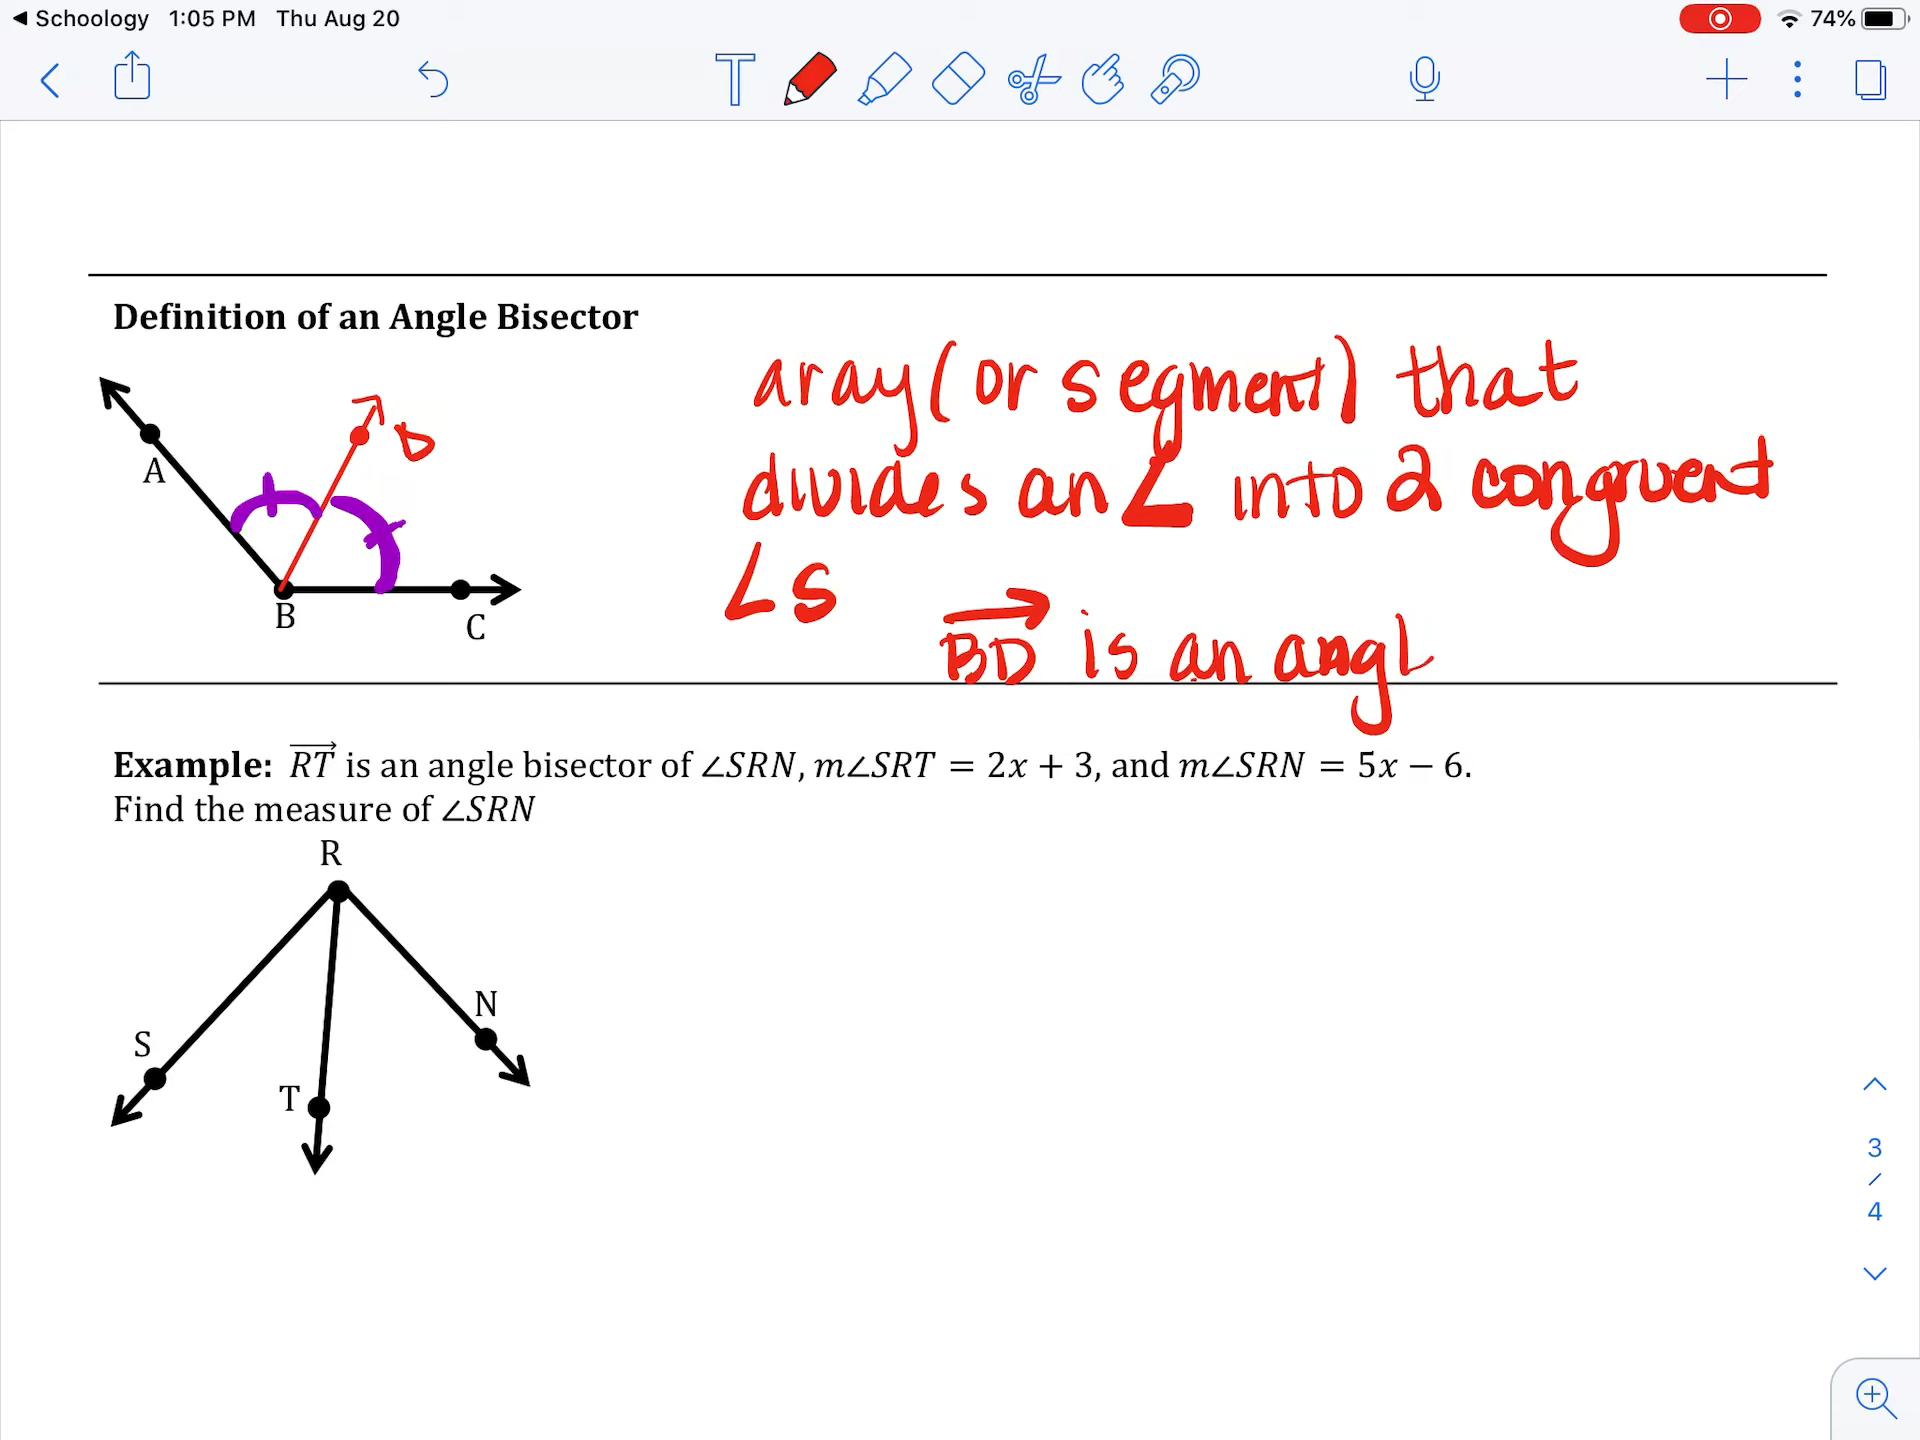 Schoology 1:05 PM Thu Aug 20
74%
T
Definition of an Angle Bisector
a ray (or segment) that
divides an ∠ into 2 congruent
∠s
BD is an angl
A
D
B
C
Example: RT is an angle bisector of ∠SRN, m∠SRT = 2x + 3, and m∠SRN = 5x − 6.
Find the measure of ∠SRN
R
N
S
T
3
/
4